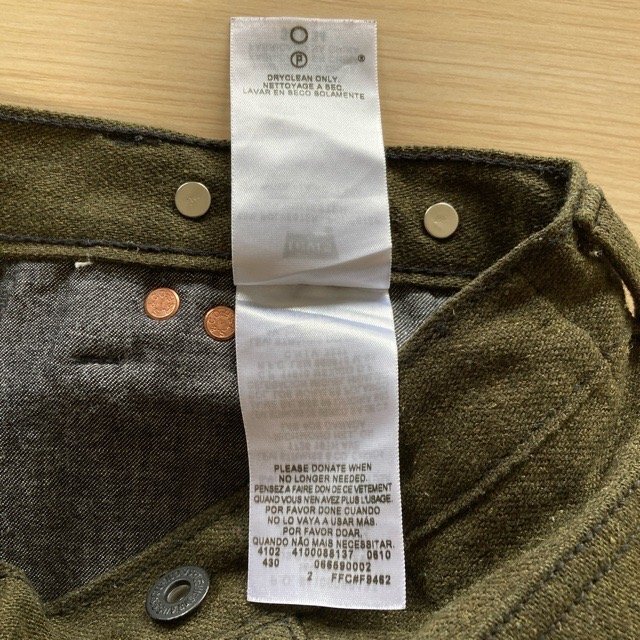 P
®
DRYCLEAN ONLY.
NETTOYAGE A SEC.
LAVAR EN SECO SOLAMENTE
PLEASE DONATE WHEN
NO LONGER NEEDED.
PENSEZ A FAIRE DON DE CE VETEMENT
QUAND VOUS N'EN AVEZ PLUS L'USAGE.
POR FAVOR DONE CUANDO
NO LO VAYA A USAR MÁS.
POR FAVOR DOAR,
QUANDO NÃO MAIS NECESSITAR.
4102 4100088137 0610
430 066690002
2 FFC#F9462